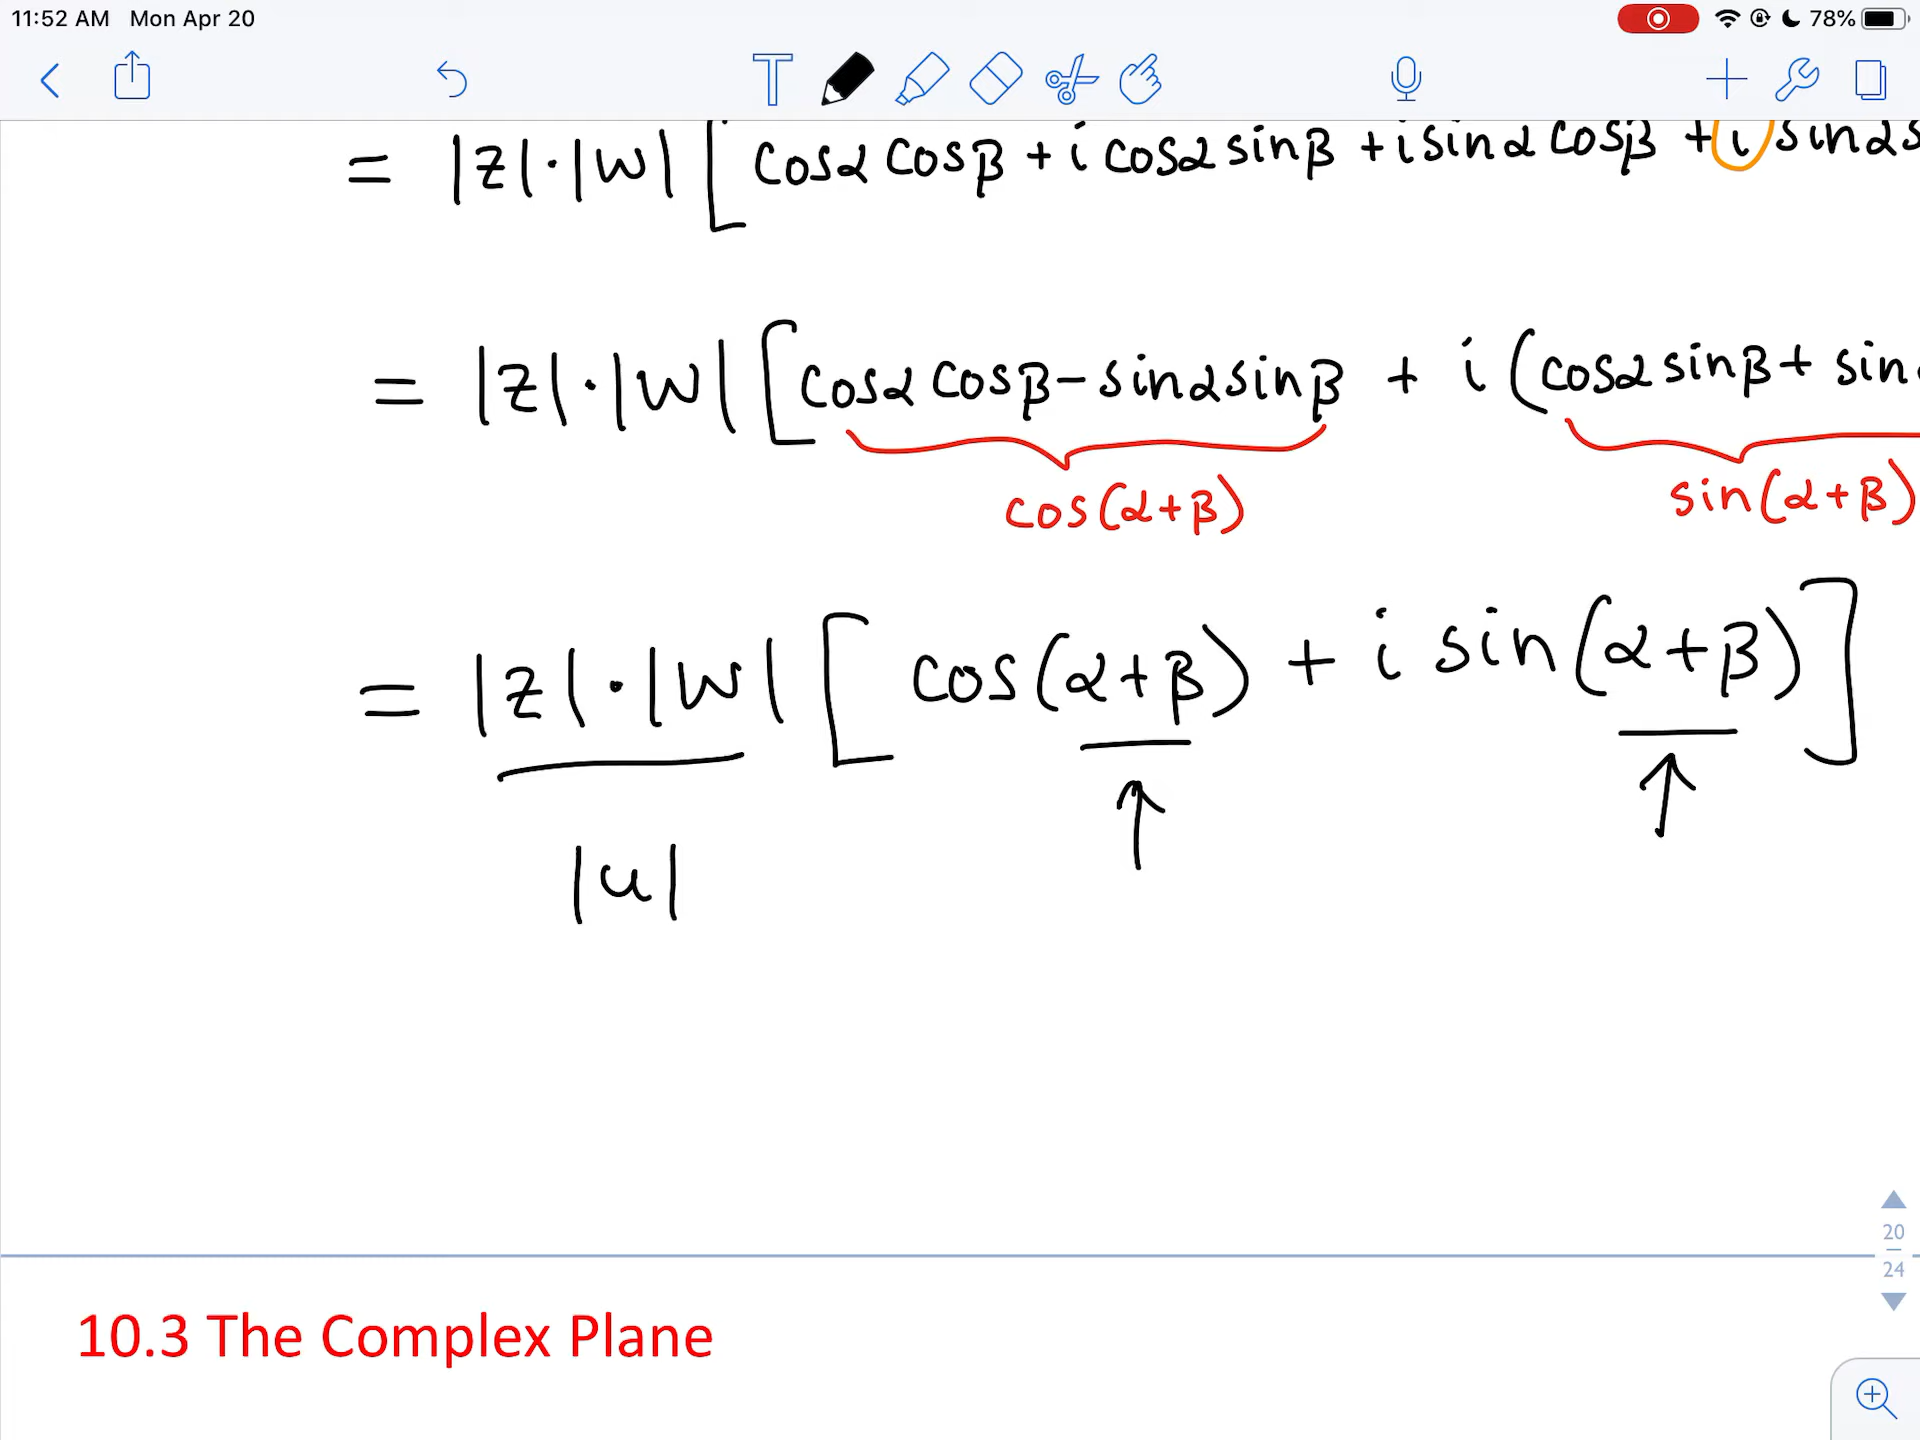 11:52 AM Mon Apr 20 78%
= |z|·|w| [ cosα cosβ + i cosα sinβ + i sinα cosβ + i sinα s
= |z|·|w| [ cosα cosβ − sinα sinβ + i (cosα sinβ + sin
cos(α+β) sin(α+β)
= |z|·|w| [ cos(α+β) + i sin(α+β) ]
↑ ↑
|u|
20
24
10.3 The Complex Plane